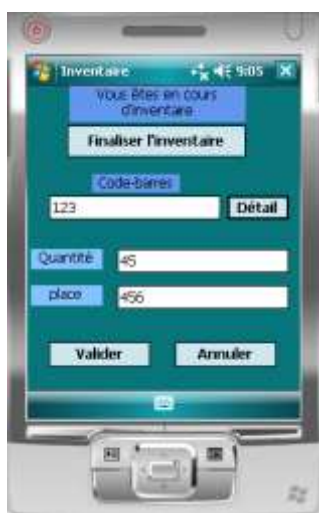 Inventaire 9:05
Vous êtes en cours
d'inventaire
Finaliser l'inventaire
Code-barres
123 Détail
Quantité 45
place 456
Valider Annuler